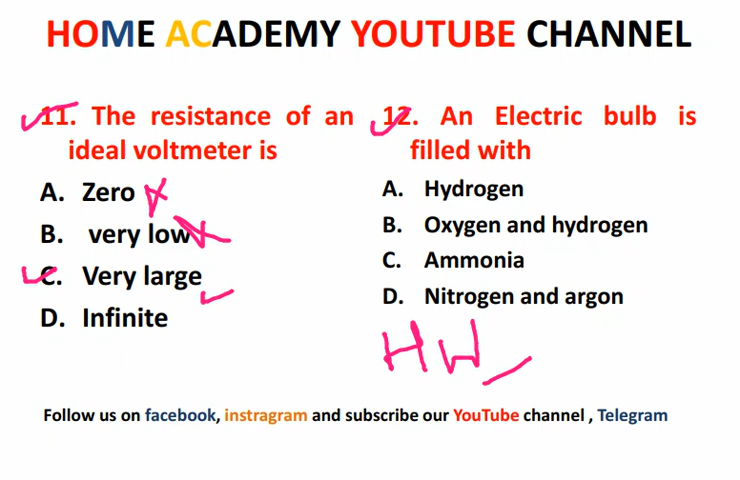 HOME ACADEMY YOUTUBE CHANNEL
11. The resistance of an
ideal voltmeter is
A. Zero
B. very low
C. Very large
D. Infinite
12. An Electric bulb is
filled with
A. Hydrogen
B. Oxygen and hydrogen
C. Ammonia
D. Nitrogen and argon
HW
Follow us on facebook, instragram and subscribe our YouTube channel , Telegram